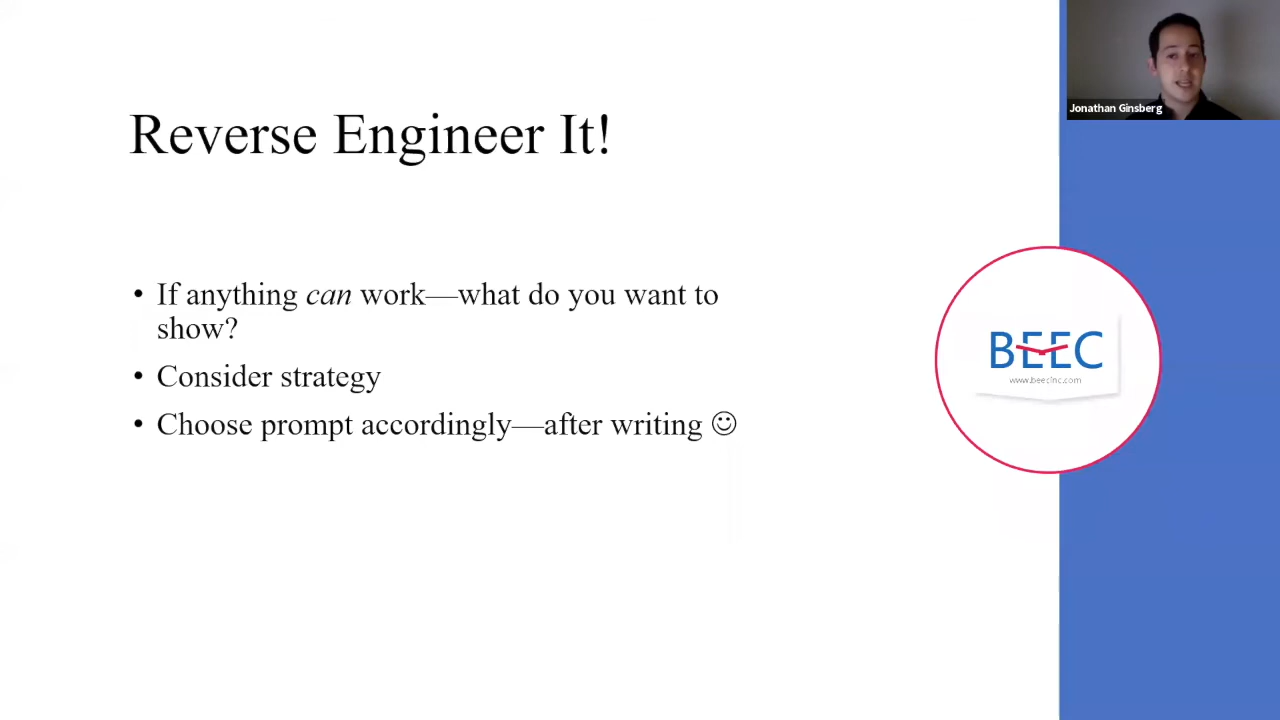 Reverse Engineer It!
• If anything can work—what do you want to
show?
• Consider strategy
• Choose prompt accordingly—after writing ☺
Jonathan Ginsberg
BEEC
www.beecinc.com